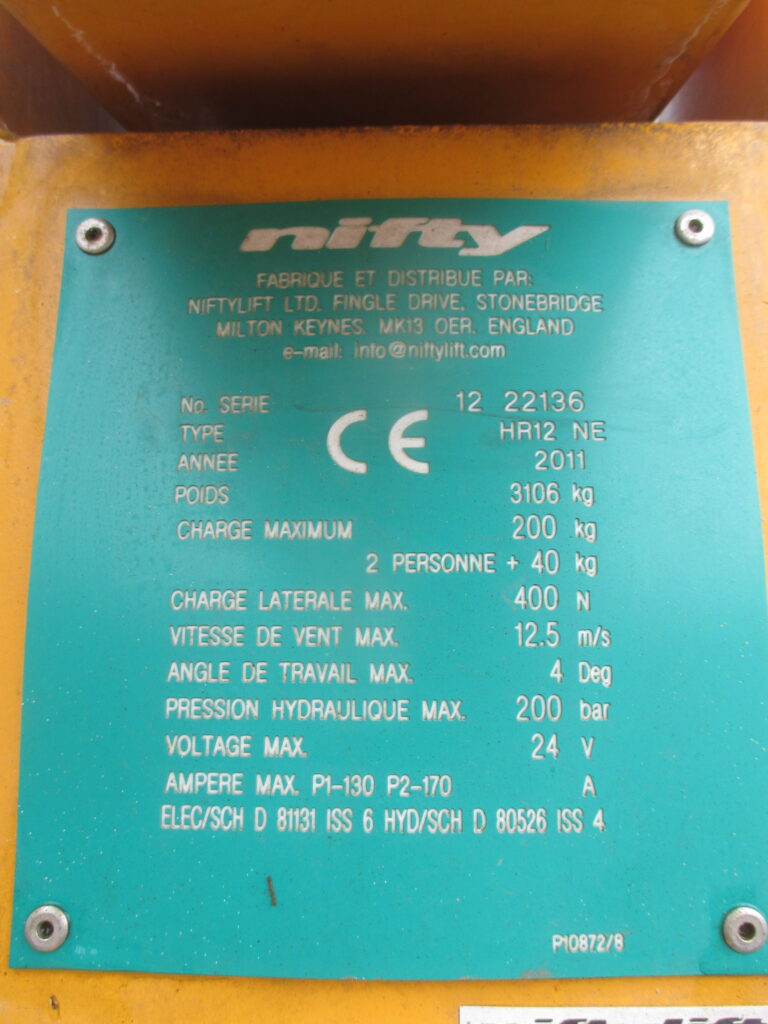 nifty
FABRIQUE ET DISTRIBUE PAR:
NIFTYLIFT LTD. FINGLE DRIVE, STONEBRIDGE
MILTON KEYNES. MK13 OER. ENGLAND
e-mail: info@niftylift.com
No. SERIE 12 22136
TYPE HR12 NE
CE
ANNEE 2011
POIDS 3106 kg
CHARGE MAXIMUM 200 kg
2 PERSONNE + 40 kg
CHARGE LATERALE MAX. 400 N
VITESSE DE VENT MAX. 12.5 m/s
ANGLE DE TRAVAIL MAX. 4 Deg
PRESSION HYDRAULIQUE MAX. 200 bar
VOLTAGE MAX. 24 V
AMPERE MAX. P1-130 P2-170 A
ELEC/SCH D 81131 ISS 6 HYD/SCH D 80526 ISS 4
P10872/8